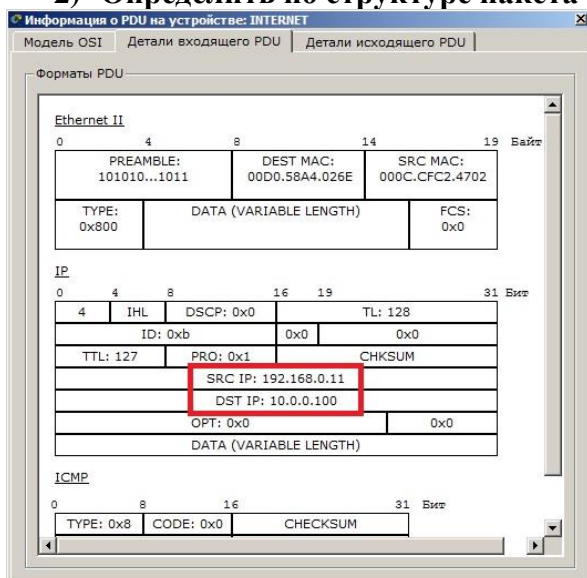 2) Определить по структуре пакета
Информация о PDU на устройстве: INTERNET
Модель OSI Детали входящего PDU Детали исходящего PDU
Форматы PDU
Ethernet II
0 4 8 14 19 Байт
PREAMBLE: DEST MAC: SRC MAC:
101010...1011 00D0.58A4.026E 000C.CFC2.4702
TYPE: DATA (VARIABLE LENGTH) FCS:
0x800 0x0
IP
0 4 8 16 19 31 Бит
4 IHL DSCP: 0x0 TL: 128
ID: 0xb 0x0 0x0
TTL: 127 PRO: 0x1 CHKSUM
SRC IP: 192.168.0.11
DST IP: 10.0.0.100
OPT: 0x0 0x0
DATA (VARIABLE LENGTH)
ICMP
0 8 16 31 Бит
TYPE: 0x8 CODE: 0x0 CHECKSUM